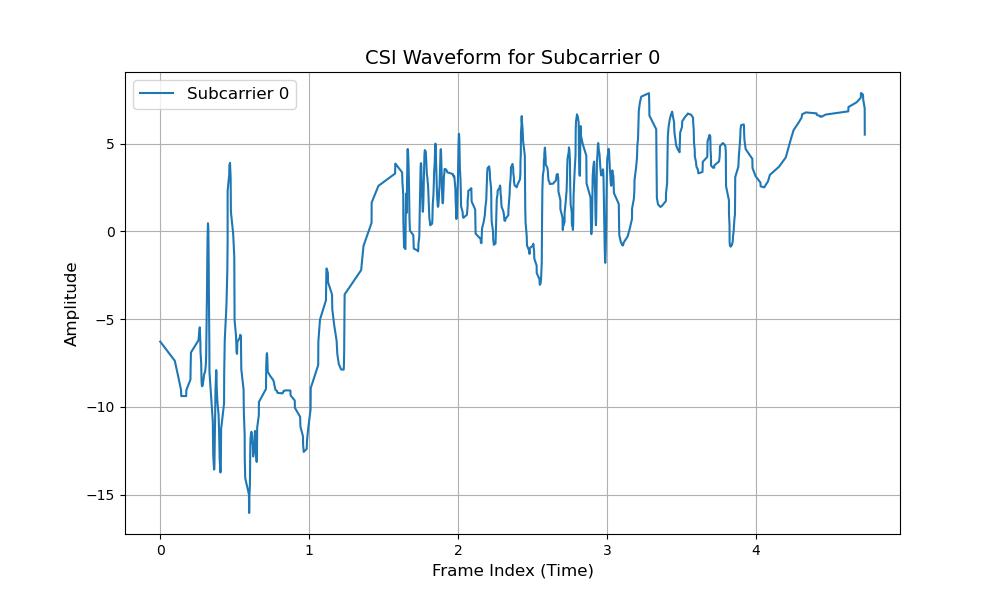 CSI Waveform for Subcarrier 0
Subcarrier 0
Amplitude
5
0
−5
−10
−15
0 1 2 3 4
Frame Index (Time)